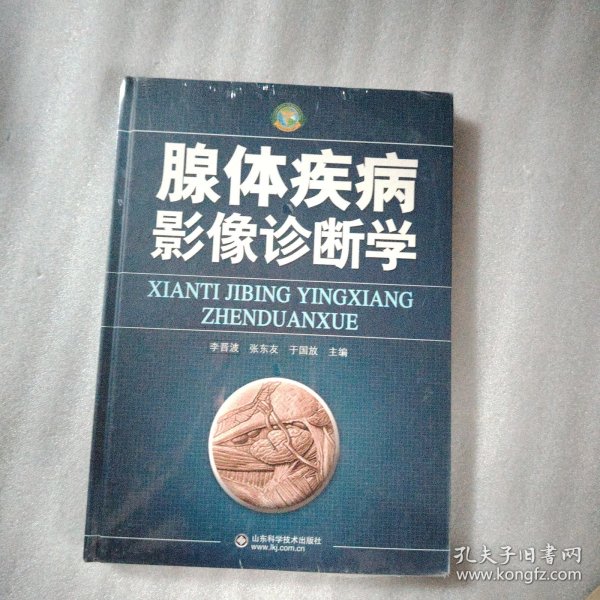 腺体疾病
影像诊断学
XIANTI JIBING YINGXIANG
ZHENDUANXUE
李晋波 张东友 于国放 主编
山东科学技术出版社
www.lkj.com.cn
孔夫子旧书网
www.kongfz.com